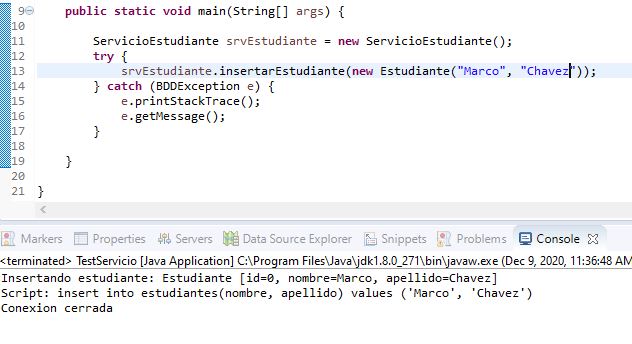 9 public static void main(String[] args) {
10
11 ServicioEstudiante srvEstudiante = new ServicioEstudiante();
12 try {
13 srvEstudiante.insertarEstudiante(new Estudiante("Marco", "Chavez"));
14 } catch (BDDException e) {
15 e.printStackTrace();
16 e.getMessage();
17 }
18
19 }
20
21 }
Markers Properties Servers Data Source Explorer Snippets Problems Console
<terminated> TestServicio [Java Application] C:\Program Files\Java\jdk1.8.0_271\bin\javaw.exe (Dec 9, 2020, 11:36:48 AM
Insertando estudiante: Estudiante [id=0, nombre=Marco, apellido=Chavez]
Script: insert into estudiantes(nombre, apellido) values ('Marco', 'Chavez')
Conexion cerrada